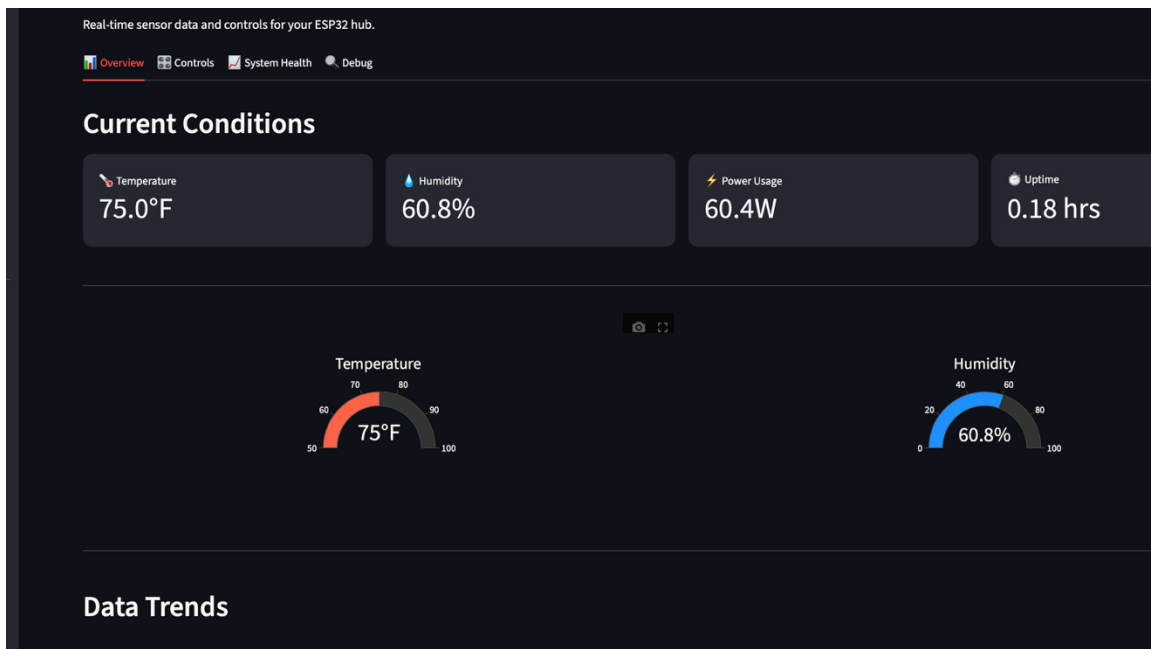 Real-time sensor data and controls for your ESP32 hub.
Overview Controls System Health Debug
Current Conditions
Temperature
75.0°F
Humidity
60.8%
Power Usage
60.4W
Uptime
0.18 hrs
Temperature
50 60 70 80 90 100
75°F
Humidity
0 20 40 60 80 100
60.8%
Data Trends